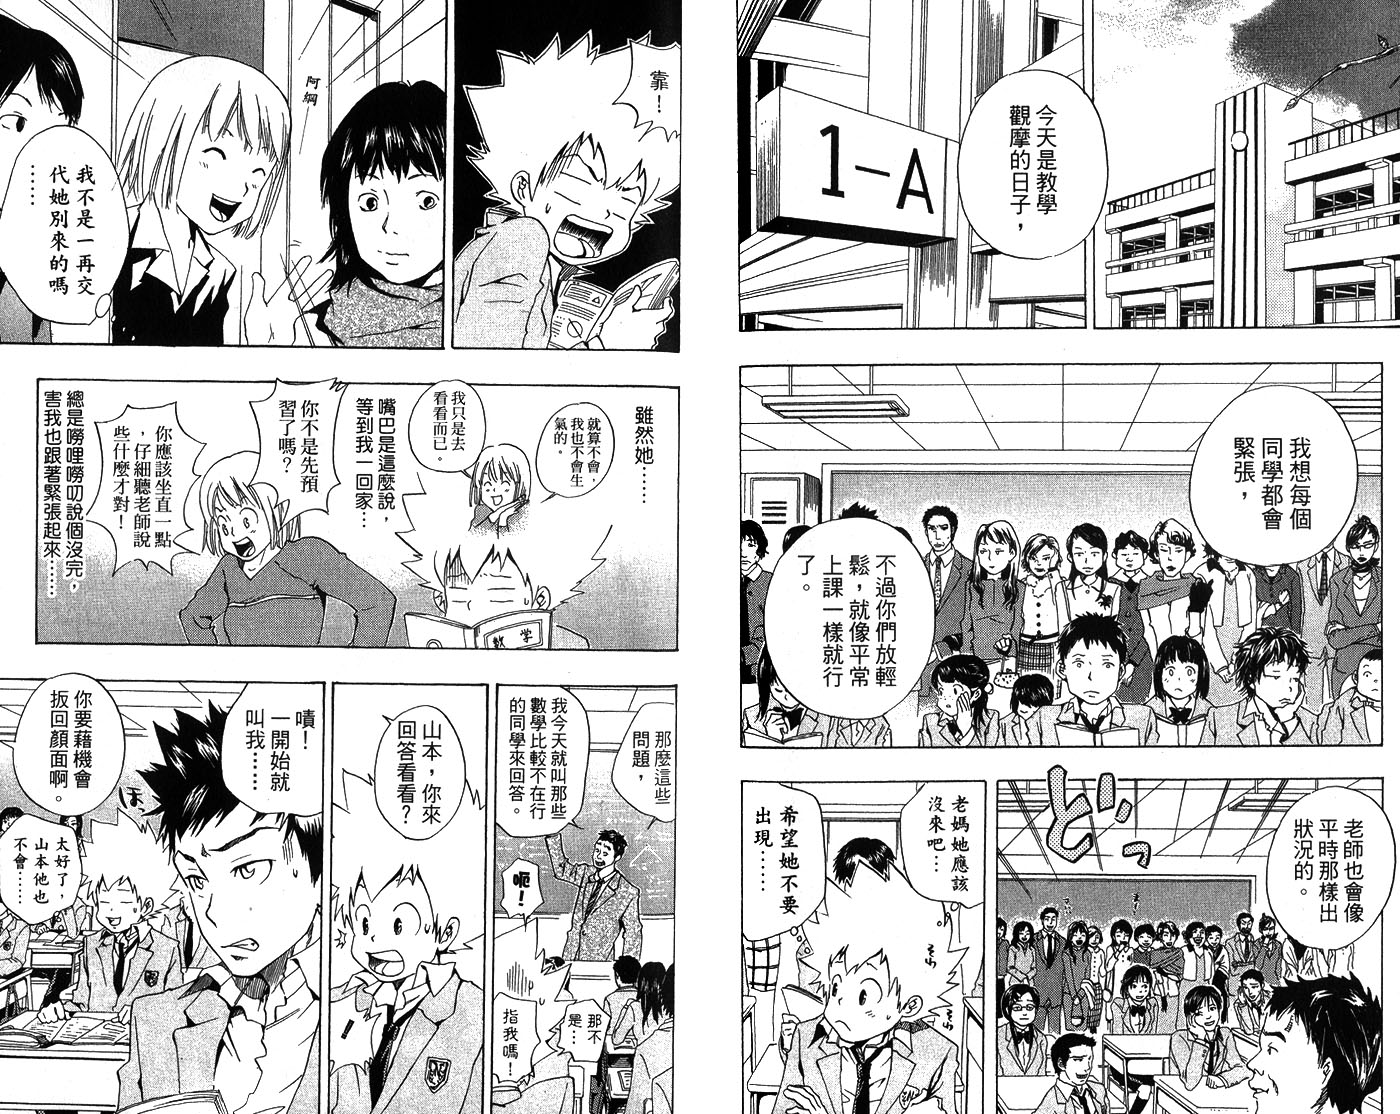 今天是教學
觀摩的日子，
1-A
我想每個
同學都會
緊張，
不過你們放輕
鬆，就像平常
上課一樣就行
了。
老師也會像
平時那樣出
狀況的。
どっ
老媽她應該
沒來吧…。
希望她不要
出現……
そわ
そわ
靠！
阿綱
我不是一再交
代她別來的嗎
……
雖然她……
就算不會，
我也不會生
氣的。
我只是去
看看而已。
嘴巴是這麼說，
等到我一回家…
你不是先預
習了嗎？
你應該坐直一點
，仔細聽老師說
些什麼才對！
總是嘮哩嘮叨說個沒完，
害我也跟著緊張起來……
数学
那麼這些
問題，
我今天就叫那些
數學比較不在行
的同學來回答。
呃！
那不
是…
指我嗎！
山本，你來
回答看看？
嘖！
一開始就
叫我……
你要藉機會
扳回顏面啊。
ほ
太好了，
山本他也
不會……